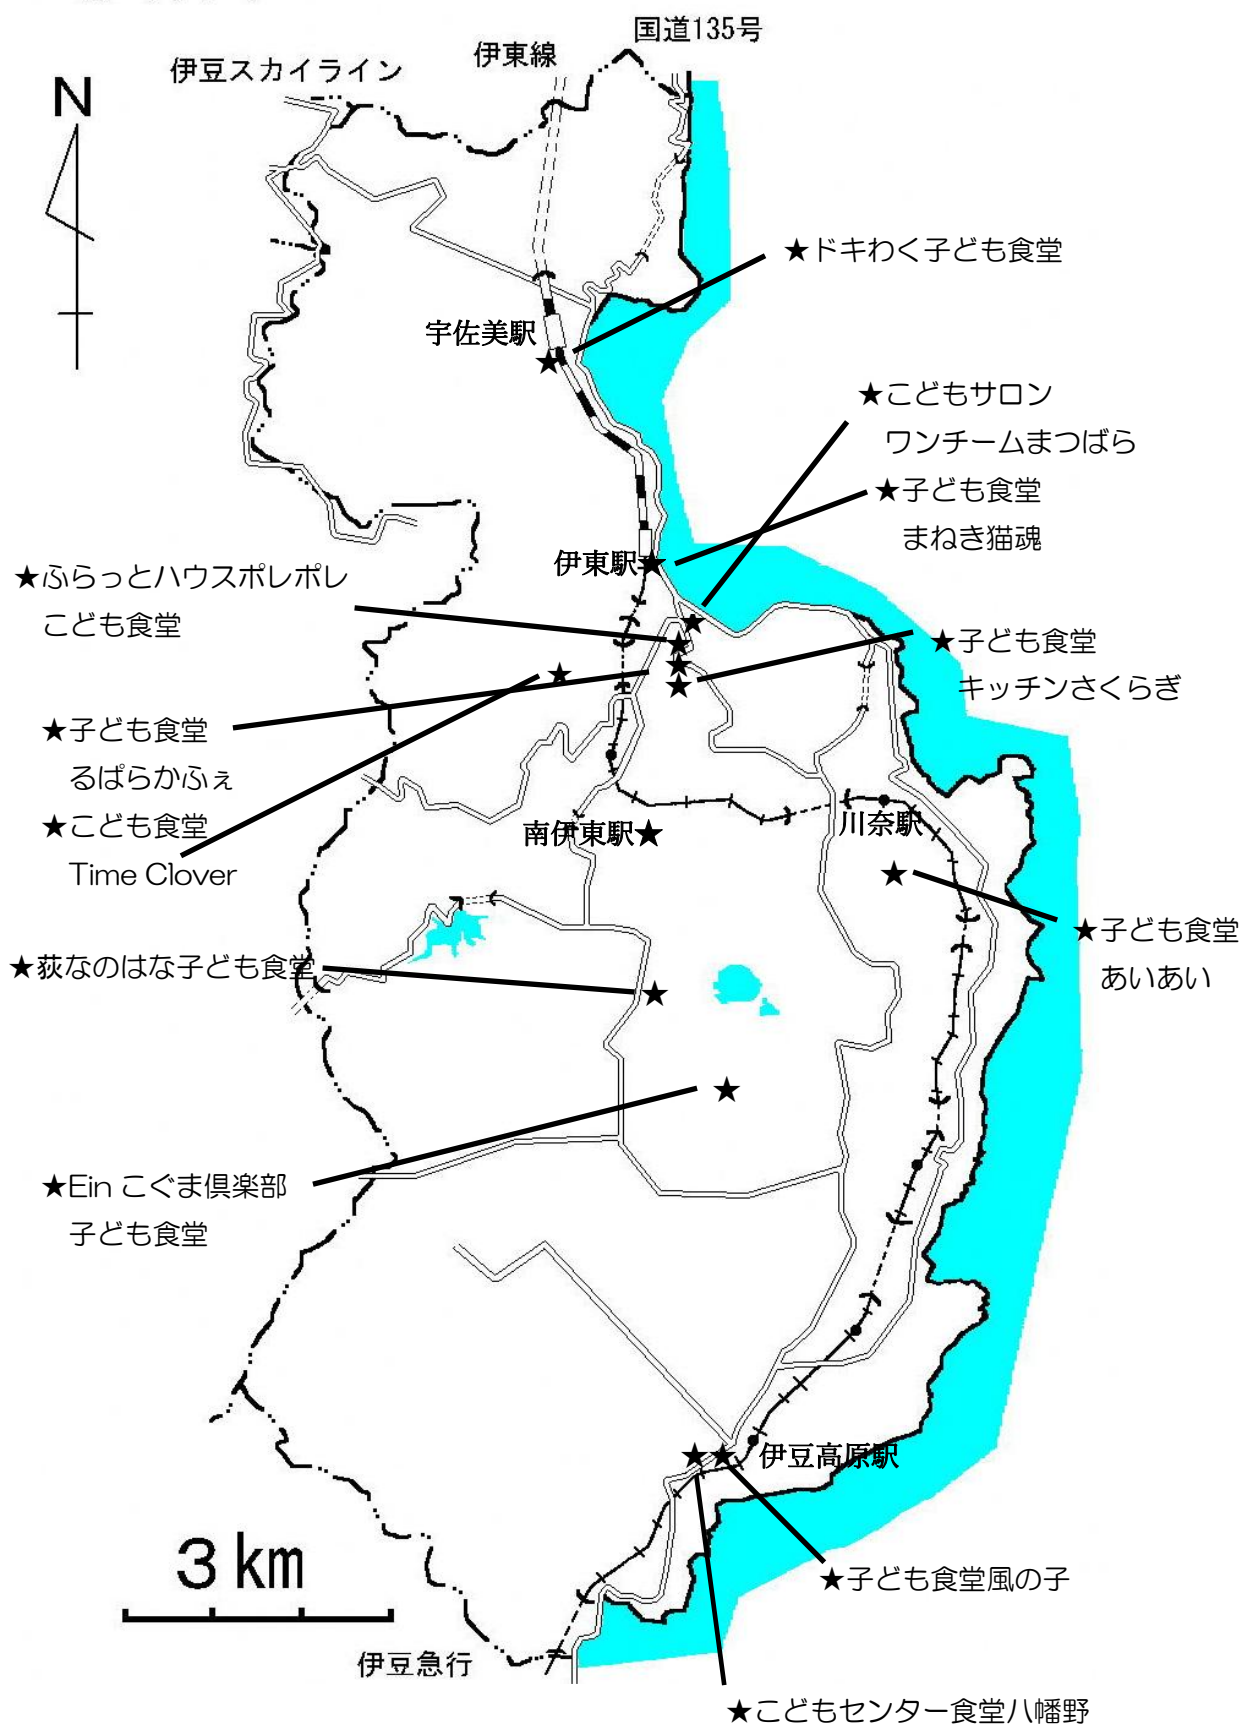 国道135号
伊東線
伊豆スカイライン
N
★ドキわく子ども食堂
宇佐美駅
★こどもサロン
ワンチームまつばら
★子ども食堂
まねき猫魂
伊東駅★
★ふらっとハウスポレポレ
こども食堂
★子ども食堂
キッチンさくらぎ
★子ども食堂
るぱらかふぇ
★こども食堂
Time Clover
南伊東駅★
川奈駅
★子ども食堂
あいあい
★荻なのはな子ども食堂
★Ein こぐま倶楽部
子ども食堂
伊豆高原駅
3km
★子ども食堂風の子
伊豆急行
★こどもセンター食堂八幡野